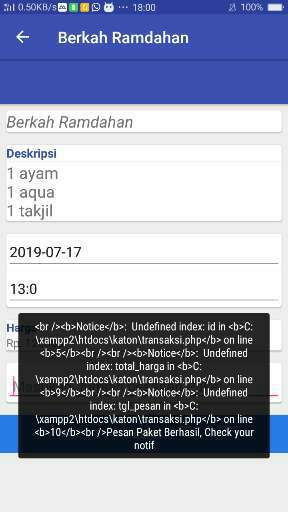 0.50K/s
18:00
100%
Berkah Ramdahan
Berkah Ramdahan
Deskripsi
1 ayam
1 aqua
1 takjil
2019-07-17
13:0
Harga
Rp.
<br /><b>Notice</b>: Undefined index: id in <b>C:
\xampp2\htdocs\katon\transaksi.php</b> on line
<b>5</b><br /><br /><b>Notice</b>: Undefined
index: total_harga in <b>C:
\xampp2\htdocs\katon\transaksi.php</b> on line
<b>9</b><br /><br /><b>Notice</b>: Undefined
index: tgl_pesan in <b>C:
\xampp2\htdocs\katon\transaksi.php</b> on line
<b>10</b><br />Pesan Paket Berhasil, Check your
notif